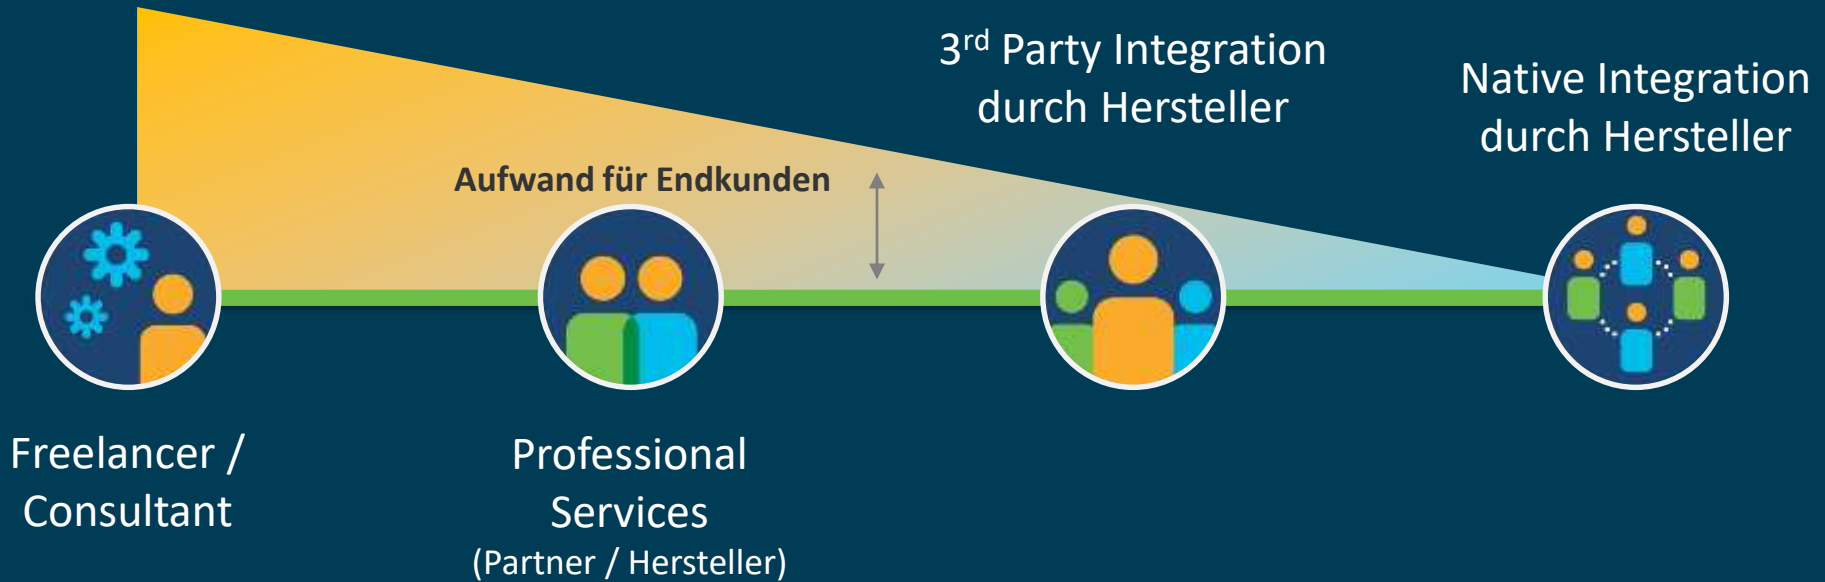 3rd Party Integration
durch Hersteller
Native Integration
durch Hersteller
Aufwand für Endkunden
Freelancer /
Consultant
Professional
Services
(Partner / Hersteller)